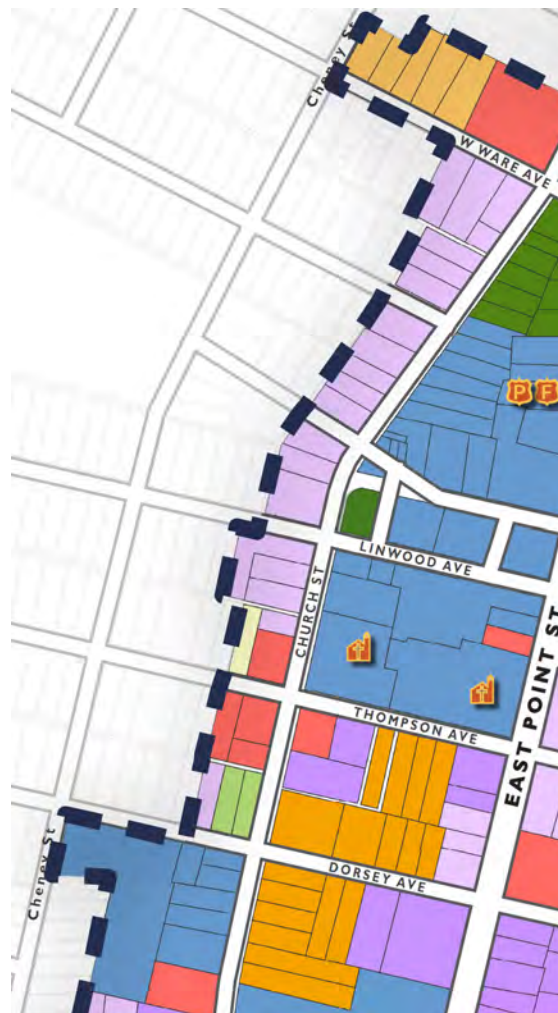 Cheney St
W WARE AVE
P F
LINWOOD AVE
CHURCH ST
THOMPSON AVE
EAST POINT ST
DORSEY AVE
Cheney St